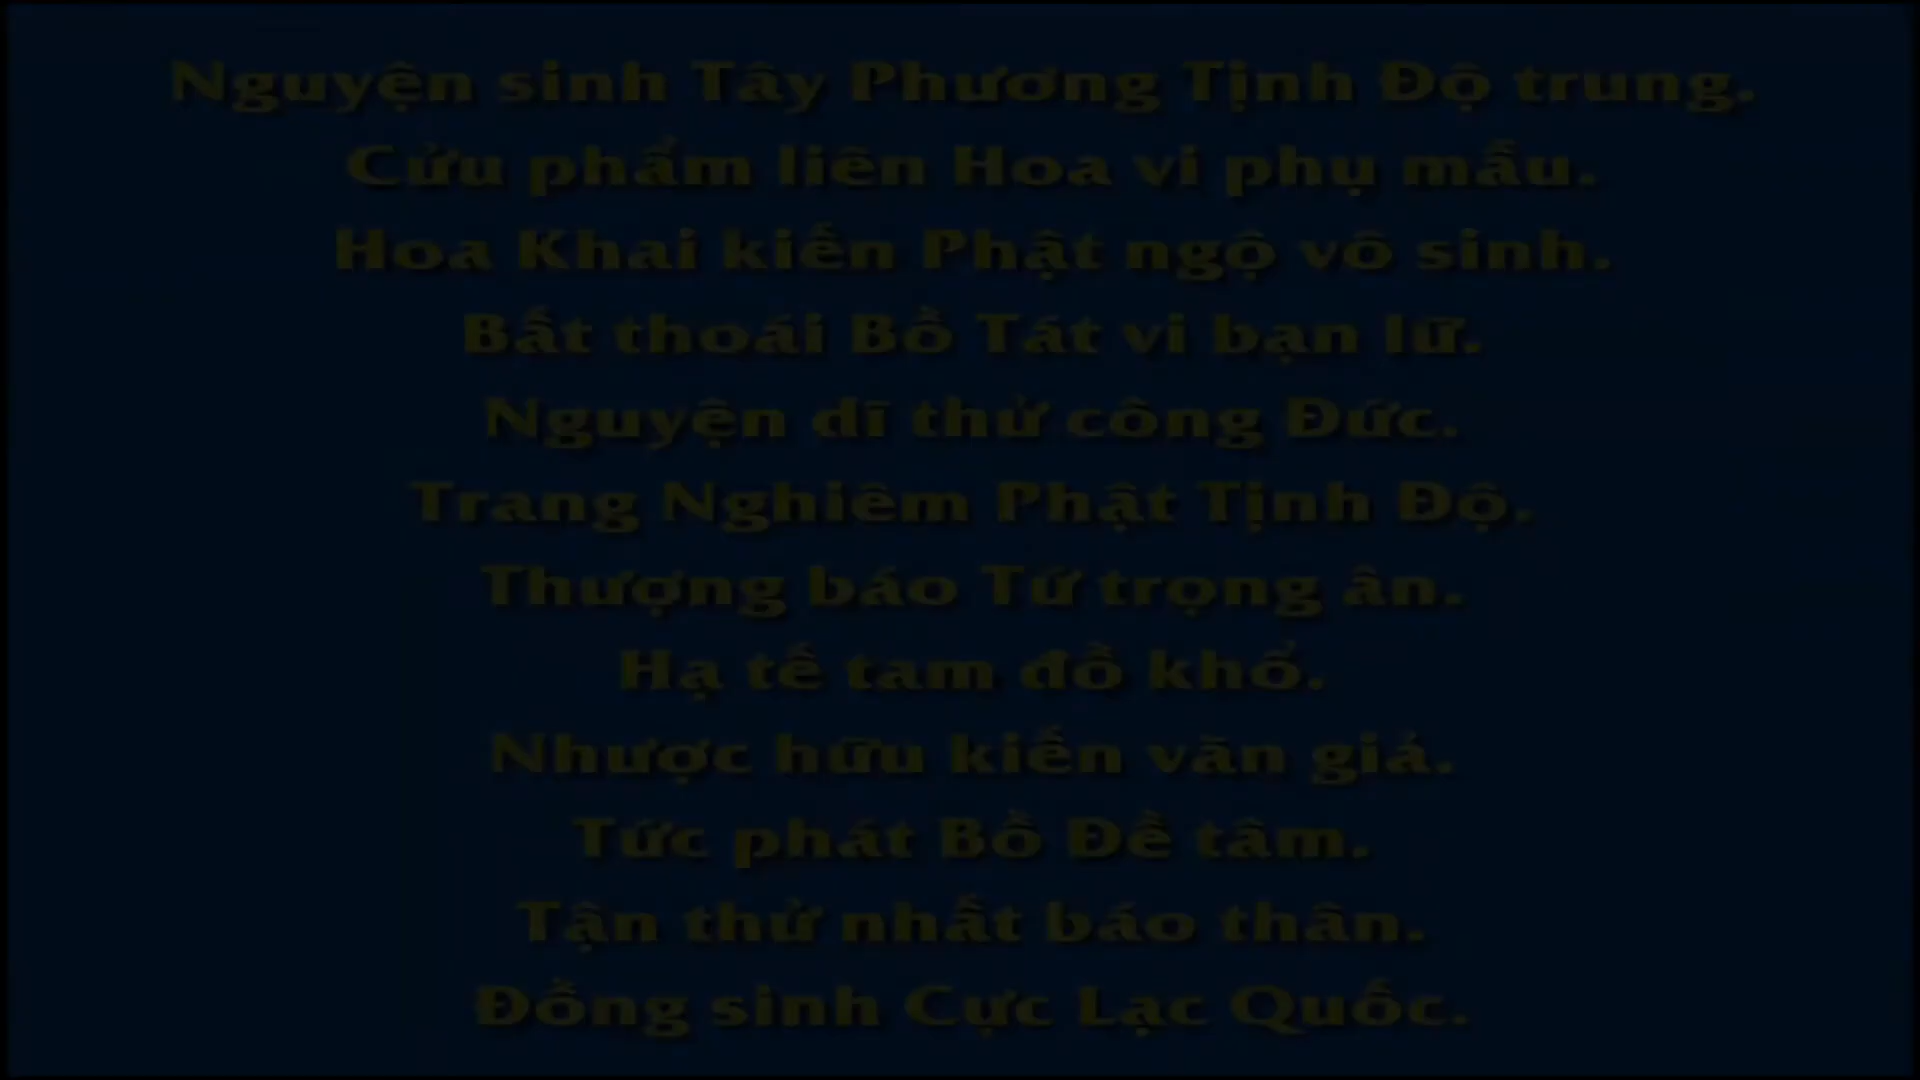 Nguyện sinh Tây Phương Tịnh Độ trung.
Cửu phẩm liên Hoa vi phụ mẫu.
Hoa Khai kiến Phật ngộ vô sinh.
Bất thoái Bồ Tát vi bạn lữ.
Nguyện dĩ thử công Đức.
Trang Nghiêm Phật Tịnh Độ.
Thượng báo Tứ trọng ân.
Hạ tế tam đồ khổ.
Nhược hữu kiến văn giả.
Tức phát Bồ Đề tâm.
Tận thử nhất báo thân.
Đồng sinh Cực Lạc Quốc.